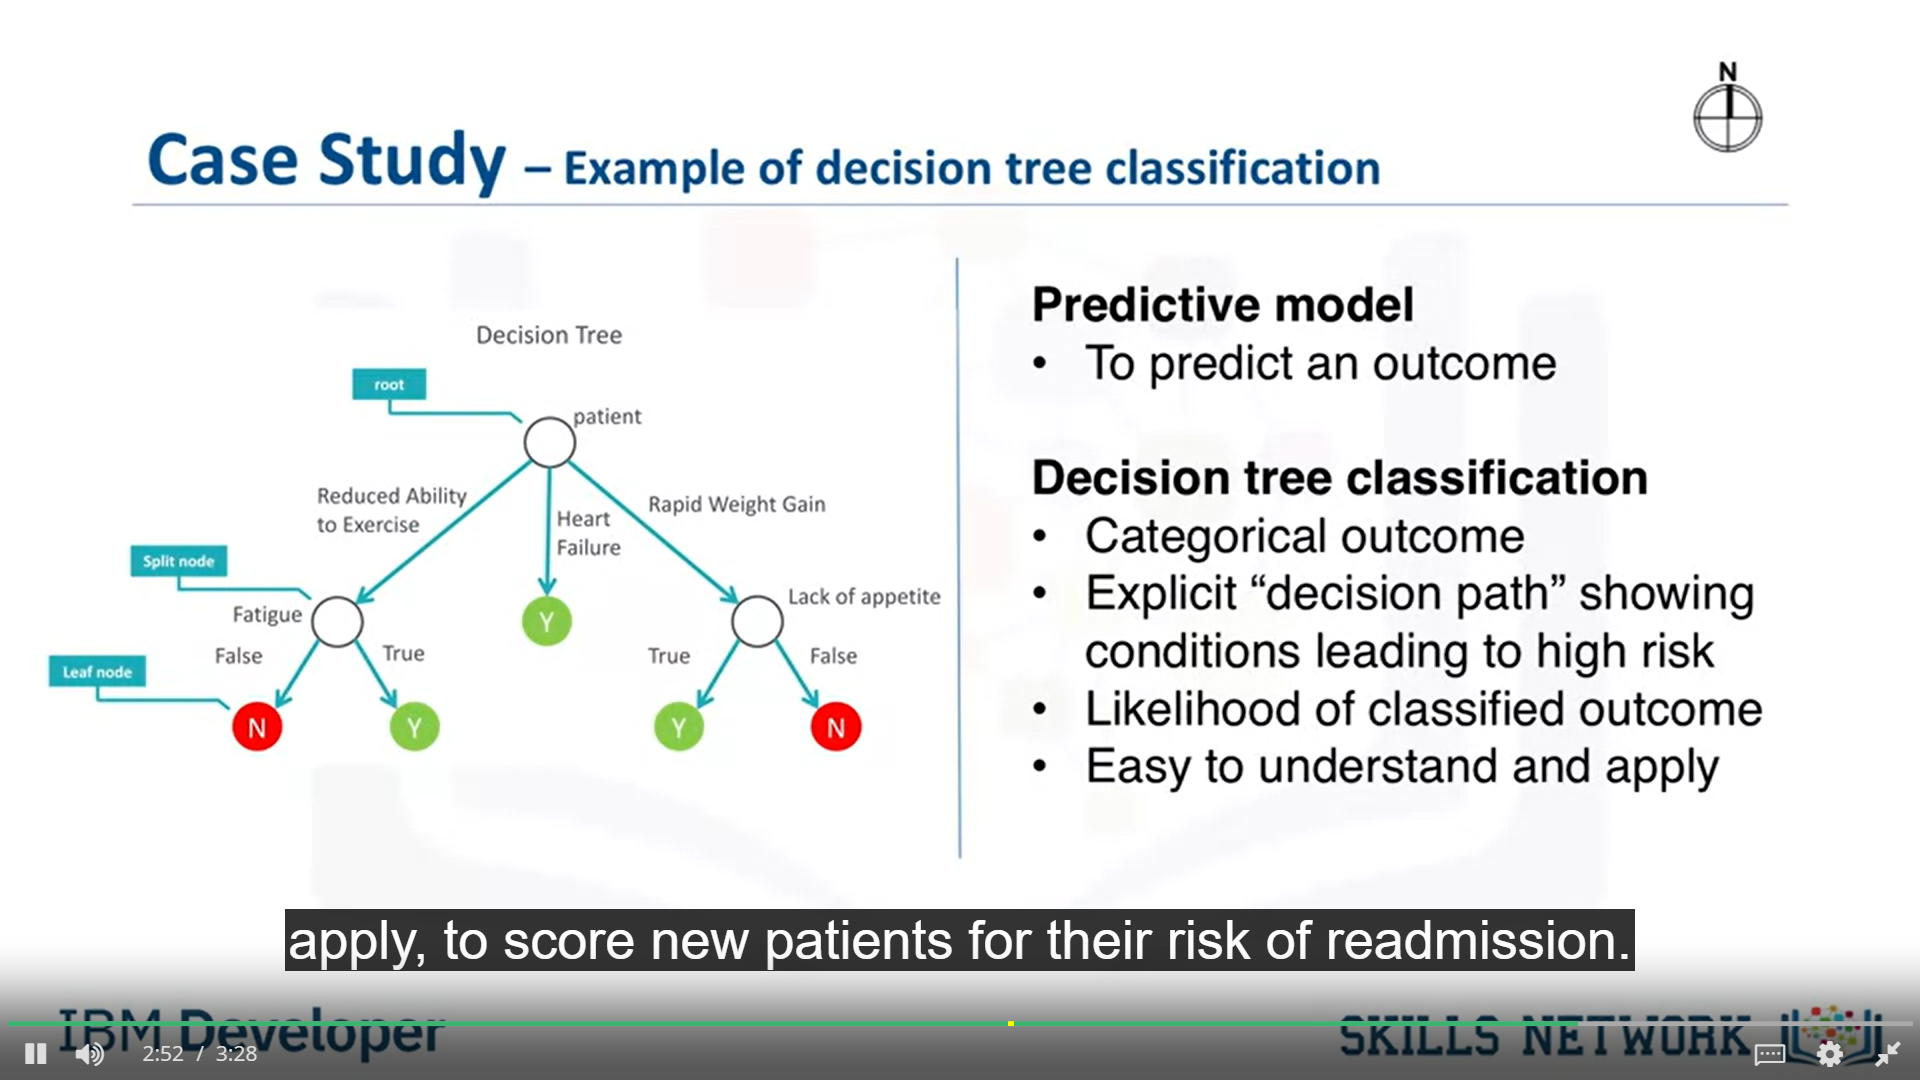 N
Case Study – Example of decision tree classification
Decision Tree
root
patient
Reduced Ability
to Exercise
Heart
Failure
Rapid Weight Gain
Split node
Fatigue
Lack of appetite
False
True
True
False
Leaf node
N
Y
Y
Y
N
Predictive model
• To predict an outcome
Decision tree classification
• Categorical outcome
• Explicit “decision path” showing
conditions leading to high risk
• Likelihood of classified outcome
• Easy to understand and apply
apply, to score new patients for their risk of readmission.
IBM Developer
SKILLS NETWORK
2:52 / 3:28